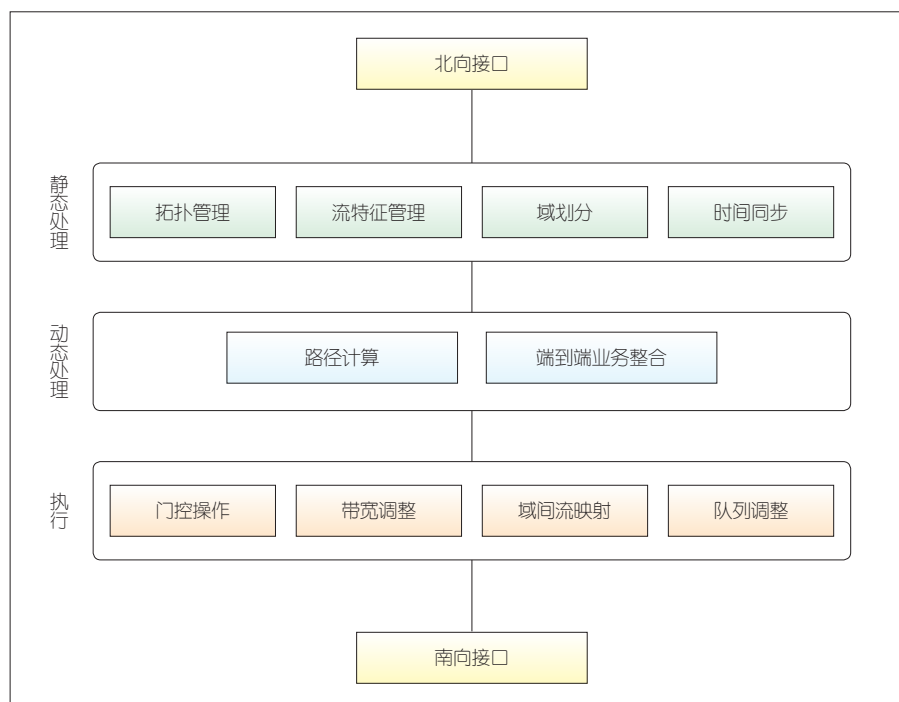 北向接口
静态处理
拓扑管理
流特征管理
域划分
时间同步
动态处理
路径计算
端到端业务整合
执行
门控操作
带宽调整
域间流映射
队列调整
南向接口